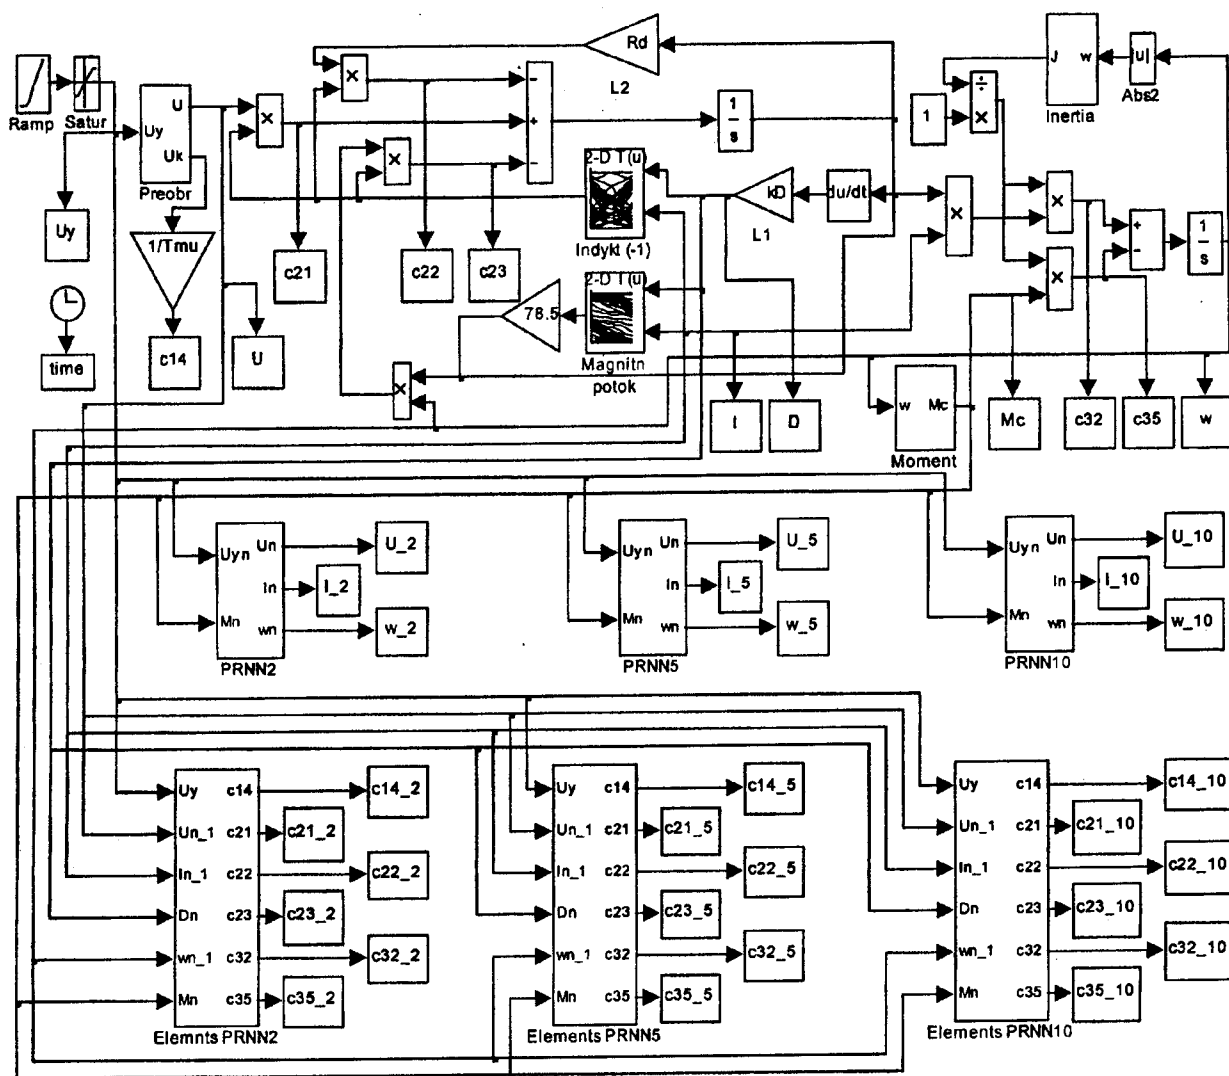 Ramp
Satur
Uy
U
Uk
Preobr
Uy
1/Tmu
time
c14
U
×
c21
×
c22
×
c23
Rd
L2
-
+
-
1
s
2-D T(u)
Indykt (-1)
kD
L1
du/dt
2-D T(u)
Magnitn
potok
78.5
×
I
D
w
Mc
Moment
J
w
Inertia
|u|
Abs2
1
÷
×
×
×
×
+
-
1
s
Mc
c32
c35
w
Uyn
Un
In
Mn
wn
PRNN2
U_2
I_2
w_2
Uyn
Un
In
Mn
wn
PRNN5
U_5
I_5
w_5
Uyn
Un
In
Mn
wn
PRNN10
U_10
I_10
w_10
Uy c14
Un_1 c21
In_1 c22
Dn c23
wn_1 c32
Mn c35
Elemnts PRNN2
c14_2
c21_2
c22_2
c23_2
c32_2
c35_2
Uy c14
Un_1 c21
In_1 c22
Dn c23
wn_1 c32
Mn c35
Elements PRNN5
c14_5
c21_5
c22_5
c23_5
c32_5
c35_5
Uy c14
Un_1 c21
In_1 c22
Dn c23
wn_1 c32
Mn c35
Elements PRNN10
c14_10
c21_10
c22_10
c23_10
c32_10
c35_10